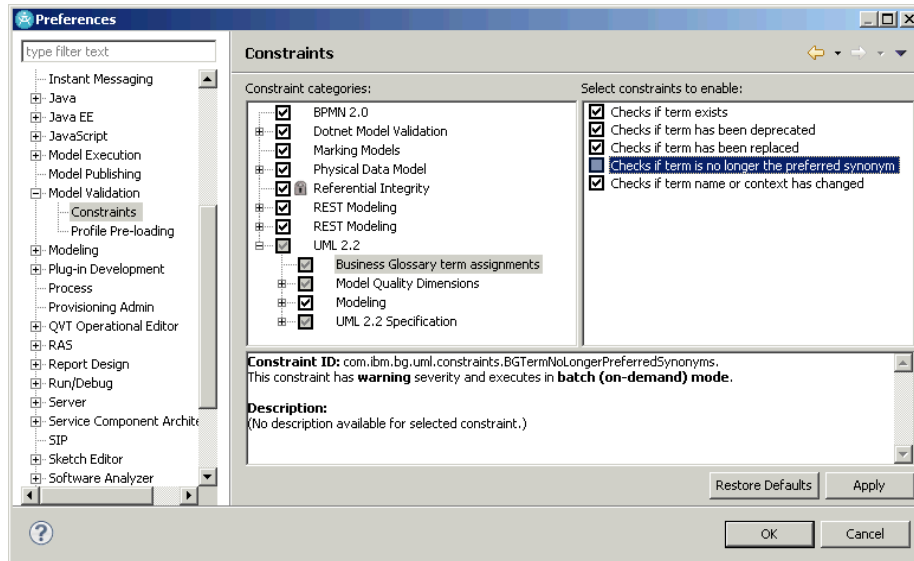 Preferences
type filter text
Instant Messaging
Java
Java EE
JavaScript
Model Execution
Model Publishing
Model Validation
Constraints
Profile Pre-loading
Modeling
Plug-in Development
Process
Provisioning Admin
QVT Operational Editor
RAS
Report Design
Run/Debug
Server
Service Component Archite
SIP
Sketch Editor
Software Analyzer
Constraints
Constraint categories:
BPMN 2.0
Dotnet Model Validation
Marking Models
Physical Data Model
Referential Integrity
REST Modeling
REST Modeling
UML 2.2
Business Glossary term assignments
Model Quality Dimensions
Modeling
UML 2.2 Specification
Select constraints to enable:
Checks if term exists
Checks if term has been deprecated
Checks if term has been replaced
Checks if term is no longer the preferred synonym
Checks if term name or context has changed
Constraint ID: com.ibm.bg.uml.constraints.BGTermNoLongerPreferredSynonyms.
This constraint has warning severity and executes in batch (on-demand) mode.
Description:
(No description available for selected constraint.)
Restore Defaults
Apply
?
OK
Cancel